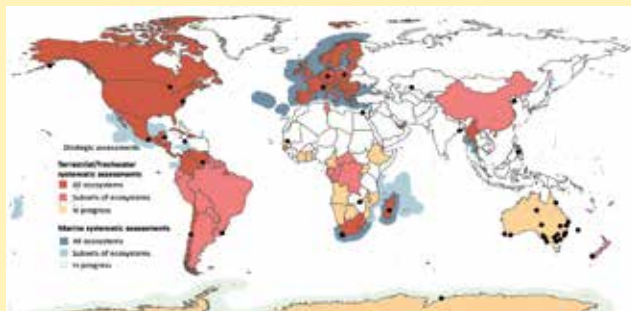 Strategic assessments
Terrestrial/freshwater
systematic assessments
All ecosystems
Subsets of ecosystems
In progress
Marine systematic assessments
All ecosystems
Subsets of ecosystems
In progress